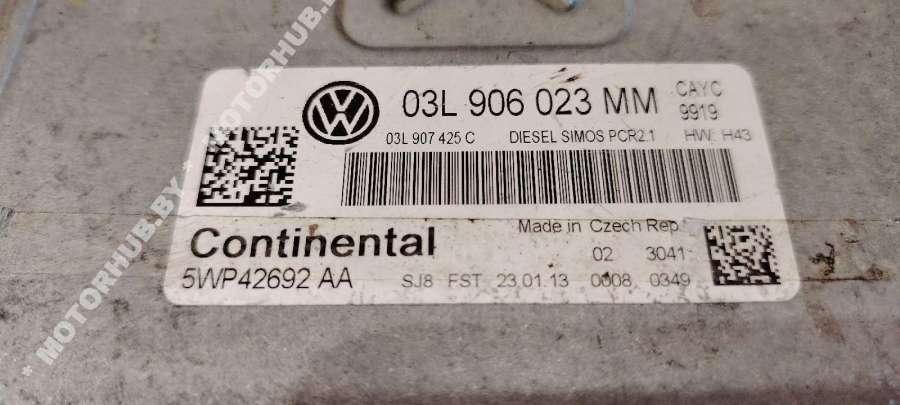 03L 906 023 MM
CAYC
9919
03L 907 425 C DIESEL SIMOS PCR2.1 HW: H43
Continental
Made in Czech Rep.
02 3041
5WP42692 AA SJ8 FST 23.01.13 0008 0349
* MOTORHUB.BY * MOTORHUB.BY